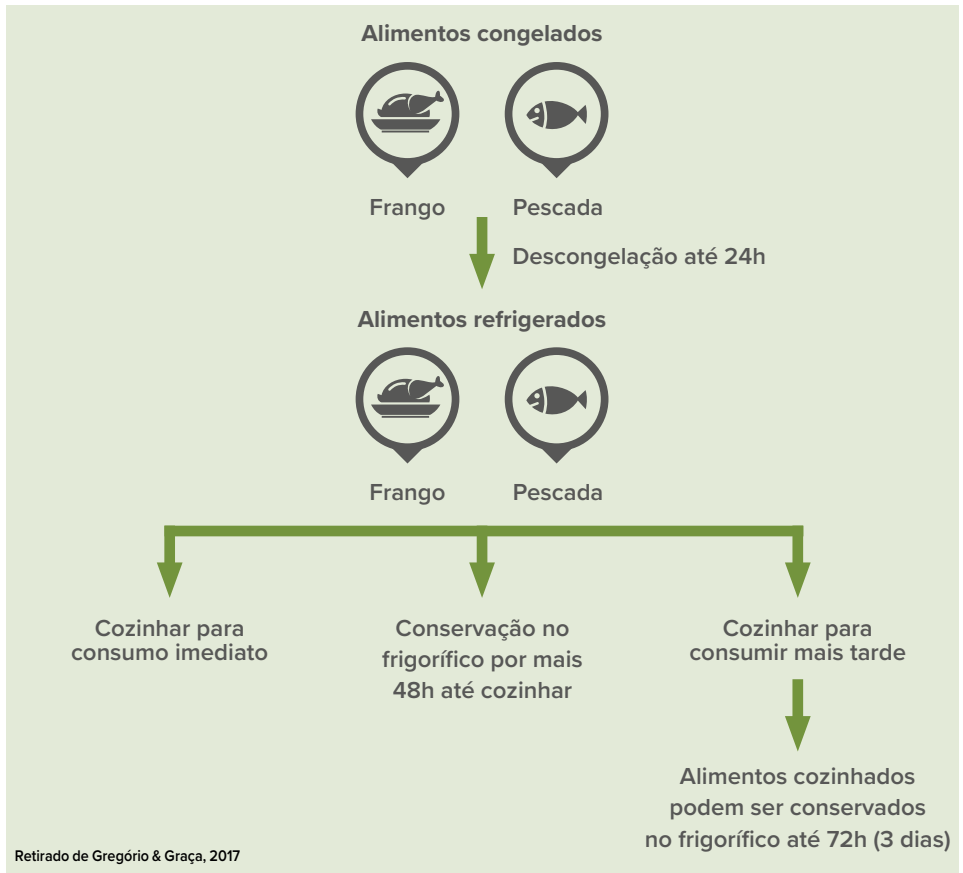 Alimentos congelados
Frango
Pescada
Descongelação até 24h
Alimentos refrigerados
Frango
Pescada
Cozinhar para
consumo imediato
Conservação no
frigorífico por mais
48h até cozinhar
Cozinhar para
consumir mais tarde
Alimentos cozinhados
podem ser conservados
no frigorífico até 72h (3 dias)
Retirado de Gregório & Graça, 2017